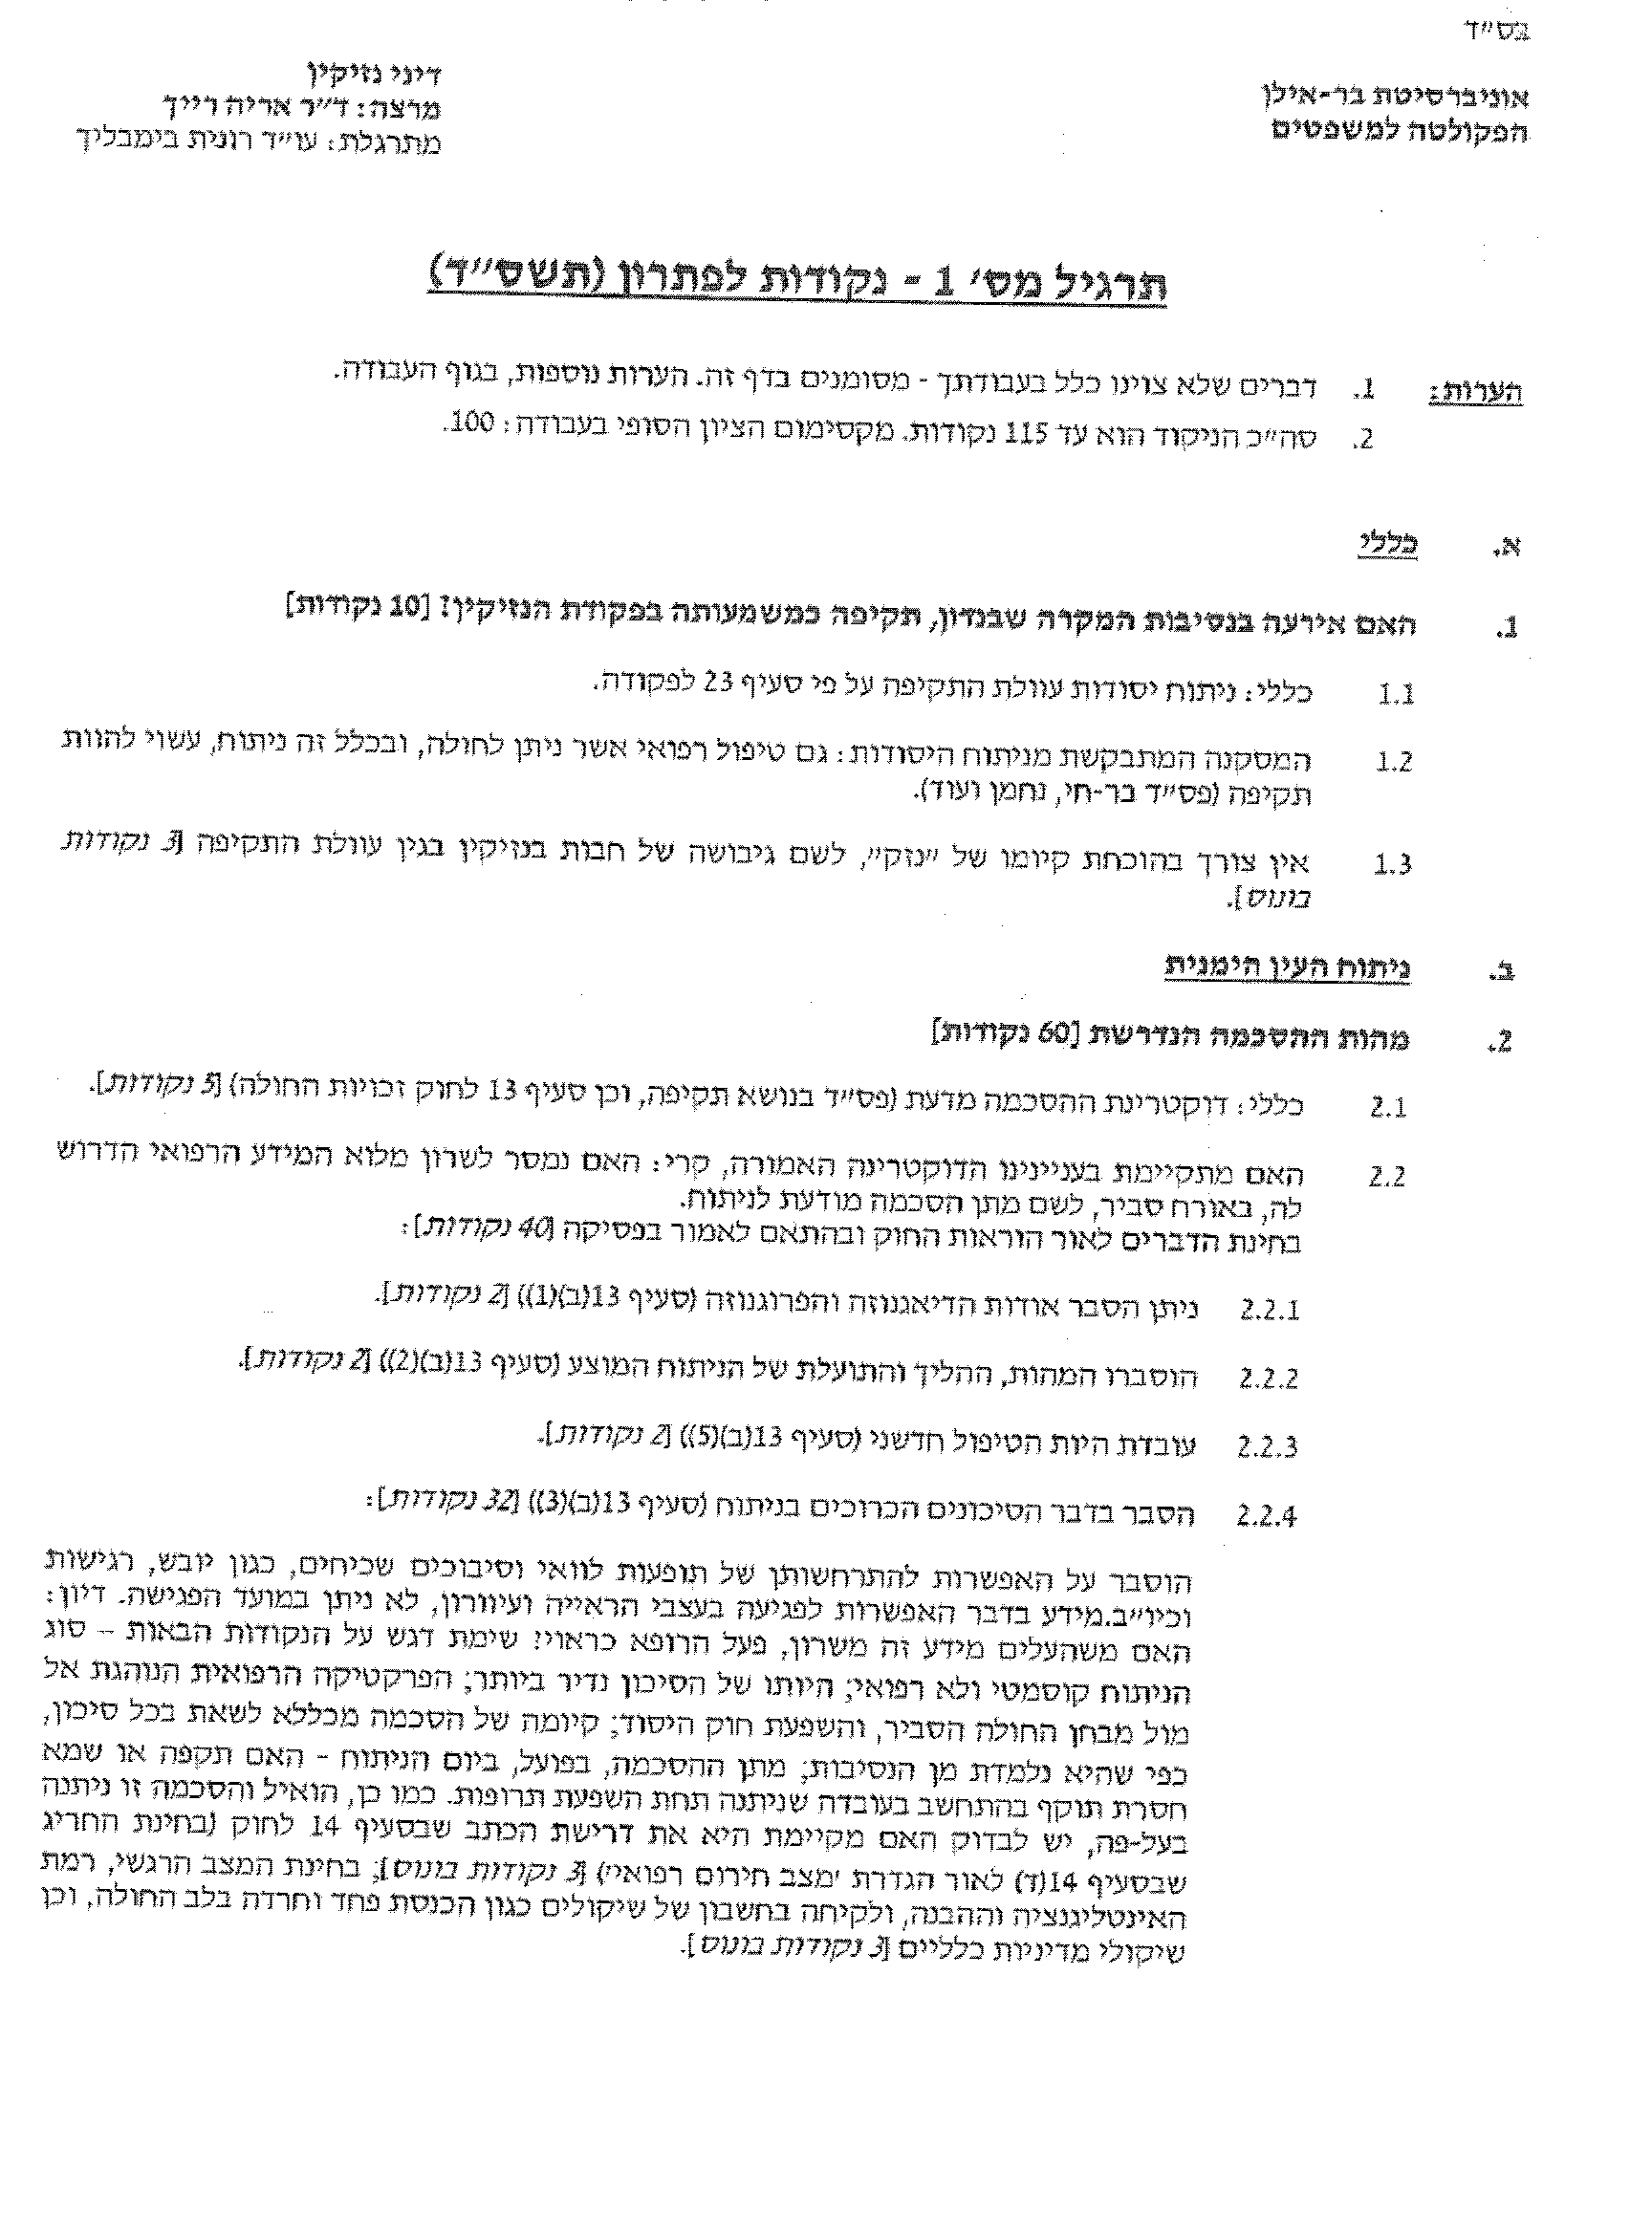 בס״ד
אוניברסיטת בר-אילן
הפקולטה למשפטים
דיני נזיקין
מרצה: ד״ר אריה רייך
מתרגלת: עו״ד רונית בימבליך
תרגיל מס׳ 1 - נקודות לפתרון (תשס״ד)
הערות: 1. דברים שלא צוינו כלל בעבודתך - מסומנים בדף זה. הערות נוספות, בגוף העבודה.
2. סה״כ הניקוד הוא עד 115 נקודות. מקסימום הציון הסופי בעבודה: 100.
א. כללי
1. האם אירעה בנסיבות המקרה שבנדון, תקיפה כמשמעותה בפקודת הנזיקין? [10 נקודות]
1.1 כללי: ניתוח יסודות עוולת התקיפה על פי סעיף 23 לפקודה.
1.2 המסקנה המתבקשת מניתוח היסודות: גם טיפול רפואי אשר ניתן לחולה, ובכלל זה ניתוח, עשוי להוות
תקיפה (פס״ד בר-חי, נחמן ועוד).
1.3 אין צורך בהוכחת קיומו של ״נזק״, לשם גיבושה של חבות בנזיקין בגין עוולת התקיפה [3 נקודות
בונוס].
ב. ניתוח העין הימנית
2. מהות ההסכמה הנדרשת [60 נקודות]
2.1 כללי: דוקטרינת ההסכמה מדעת (פס״ד בנושא תקיפה, וכן סעיף 13 לחוק זכויות החולה) [5 נקודות].
2.2 האם מתקיימת בעניינינו הדוקטרינה האמורה, קרי: האם נמסר לשרון מלוא המידע הרפואי הדרוש
לה, באורח סביר, לשם מתן הסכמה מודעת לניתוח.
בחינת הדברים לאור הוראות החוק ובהתאם לאמור בפסיקה [40 נקודות]:
2.2.1 ניתן הסבר אודות הדיאגנוזה והפרוגנוזה (סעיף 13(ב)(1)) [2 נקודות].
2.2.2 הוסברו המהות, ההליך והתועלת של הניתוח המוצע (סעיף 13(ב)(2)) [2 נקודות].
2.2.3 עובדת היות הטיפול חדשני (סעיף 13(ב)(5)) [2 נקודות].
2.2.4 הסבר בדבר הסיכונים הכרוכים בניתוח (סעיף 13(ב)(3)) [32 נקודות]:
הוסבר על האפשרות להתרחשותן של תופעות לוואי וסיבוכים שכיחים, כגון יובש, רגישות
וכיו״ב.מידע בדבר האפשרות לפגיעה בעצבי הראייה ועיוורון, לא ניתן במועד הפגישה. דיון:
האם משהעלים מידע זה משרון, פעל הרופא כראוי? שימת דגש על הנקודות הבאות – סוג
הניתוח קוסמטי ולא רפואי; היותו של הסיכון נדיר ביותר; הפרקטיקה הרפואית הנוהגת אל
מול מבחן החולה הסביר, והשפעת חוק היסוד; קיומה של הסכמה מכללא לשאת בכל סיכון,
כפי שהיא נלמדת מן הנסיבות; מתן ההסכמה, בפועל, ביום הניתוח - האם תקפה או שמא
חסרת תוקף בהתחשב בעובדה שניתנה תחת השפעת תרופות. כמו כן, הואיל והסכמה זו ניתנה
בעל-פה, יש לבדוק האם מקיימת היא את דרישת הכתב שבסעיף 14 לחוק (בחינת החריג
שבסעיף 14(ד) לאור הגדרת ׳מצב חירום רפואי׳) [3 נקודות בונוס]; בחינת המצב הרגשי, רמת
האינטליגנציה וההבנה, ולקיחה בחשבון של שיקולים כגון הכנסת פחד וחרדה בלב החולה, וכן
שיקולי מדיניות כלליים [3 נקודות בונוס].